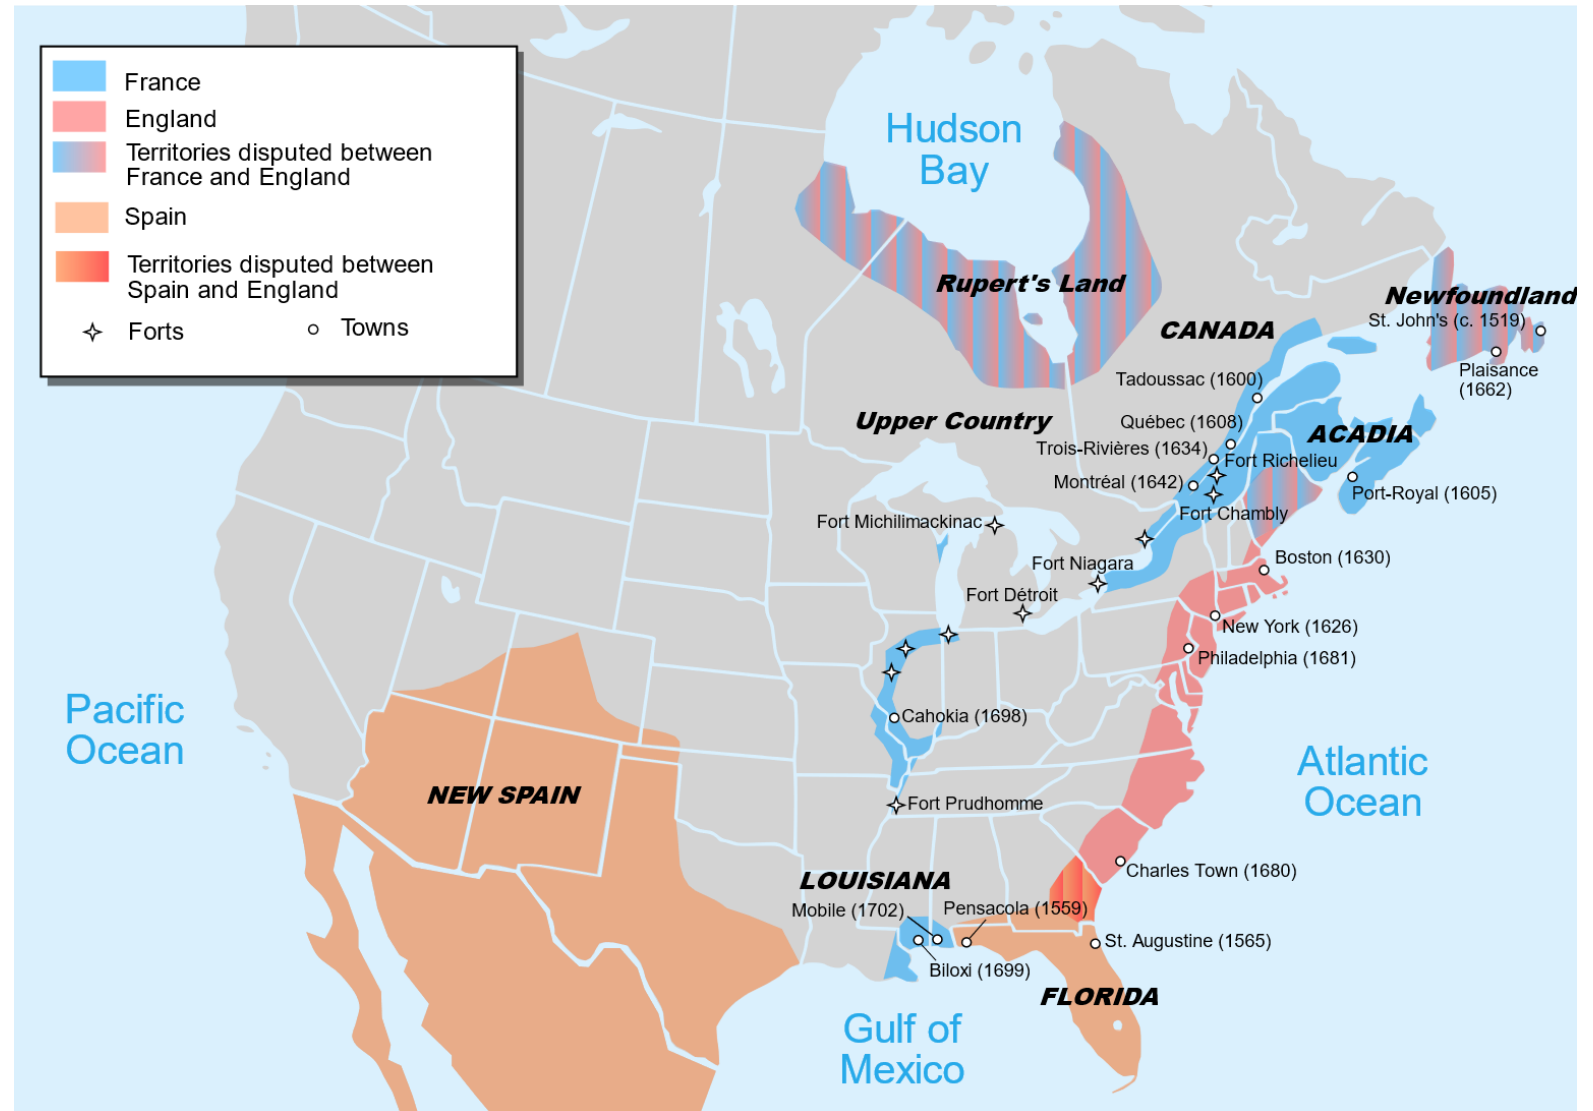 France
England
Territories disputed between
France and England
Spain
Territories disputed between
Spain and England
Forts
Towns
Hudson
Bay
Rupert's Land
Newfoundland
St. John's (c. 1519)
CANADA
Plaisance
(1662)
Tadoussac (1600)
Upper Country
Québec (1608)
ACADIA
Trois-Rivières (1634)
Fort Richelieu
Montréal (1642)
Port-Royal (1605)
Fort Chambly
Fort Michilimackinac
Fort Niagara
Boston (1630)
Fort Détroit
New York (1626)
Philadelphia (1681)
Pacific
Ocean
Cahokia (1698)
Atlantic
Ocean
NEW SPAIN
Fort Prudhomme
Charles Town (1680)
LOUISIANA
Mobile (1702)
Pensacola (1559)
St. Augustine (1565)
Biloxi (1699)
FLORIDA
Gulf of
Mexico